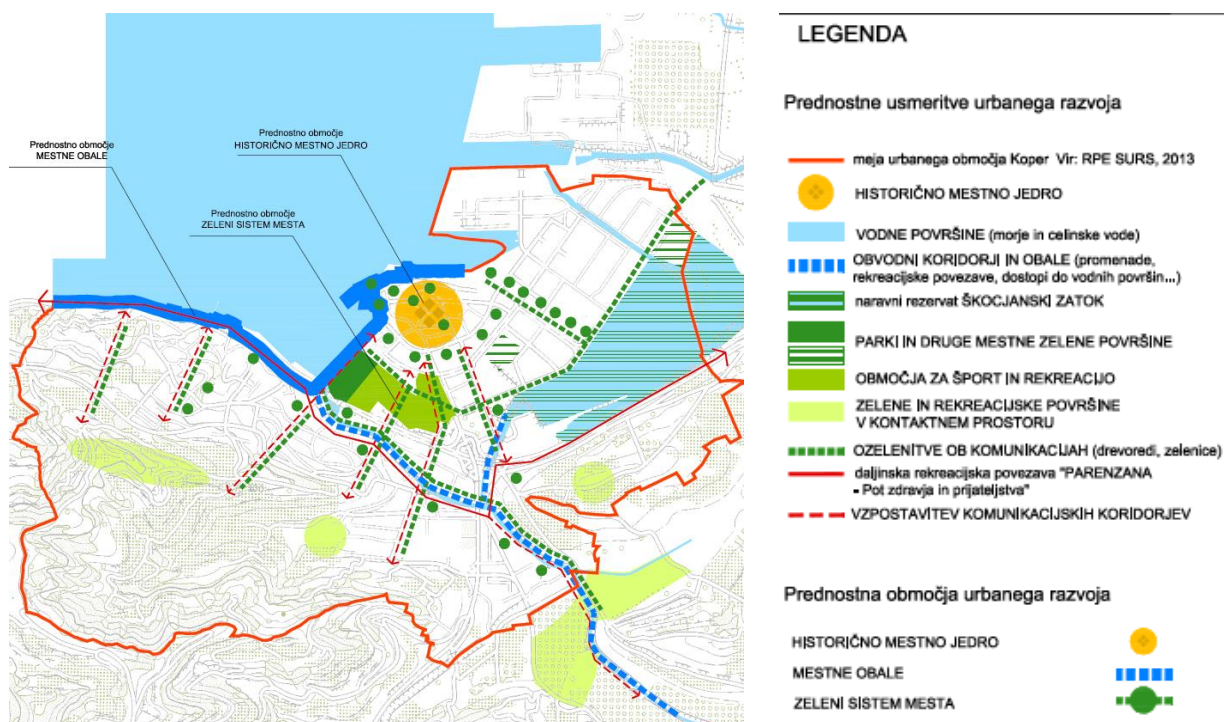 Prednostno območje
HISTORIČNO MESTNO JEDRO
Prednostno območje
MESTNE OBALE
Prednostno območje
ZELENI SISTEM MESTA
LEGENDA
Prednostne usmeritve urbanega razvoja
meja urbanega območja Koper Vir: RPE SURS, 2013
HISTORIČNO MESTNO JEDRO
VODNE POVRŠINE (morje in celinske vode)
OBVODNI KORIDORJI IN OBALE (promenade,
rekreacijske povezave, dostopi do vodnih površin...)
naravni rezervat ŠKOCJANSKI ZATOK
PARKI IN DRUGE MESTNE ZELENE POVRŠINE
OBMOČJA ZA ŠPORT IN REKREACIJO
ZELENE IN REKREACIJSKE POVRŠINE
V KONTAKTNEM PROSTORU
OZELENITVE OB KOMUNIKACIJAH (drevoredi, zelenice)
daljinska rekreacijska povezava "PARENZANA
- Pot zdravja in prijateljstva"
VZPOSTAVITEV KOMUNIKACIJSKIH KORIDORJEV
Prednostna območja urbanega razvoja
HISTORIČNO MESTNO JEDRO
MESTNE OBALE
ZELENI SISTEM MESTA